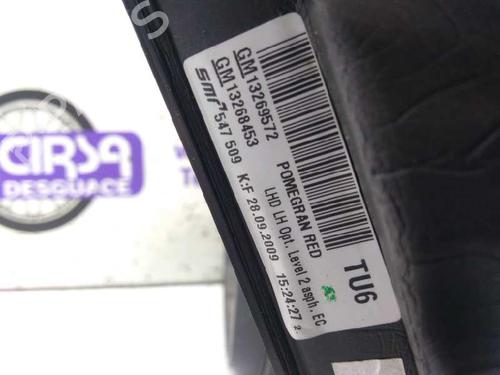 GM 13269572
GM 13268453
smr 547 509 K:F 28.09.2009 15:24:27
POMEGRAN RED
LHD LH Opt. Level 2 asph. EC
TU6
CIRSA
DESGUACE